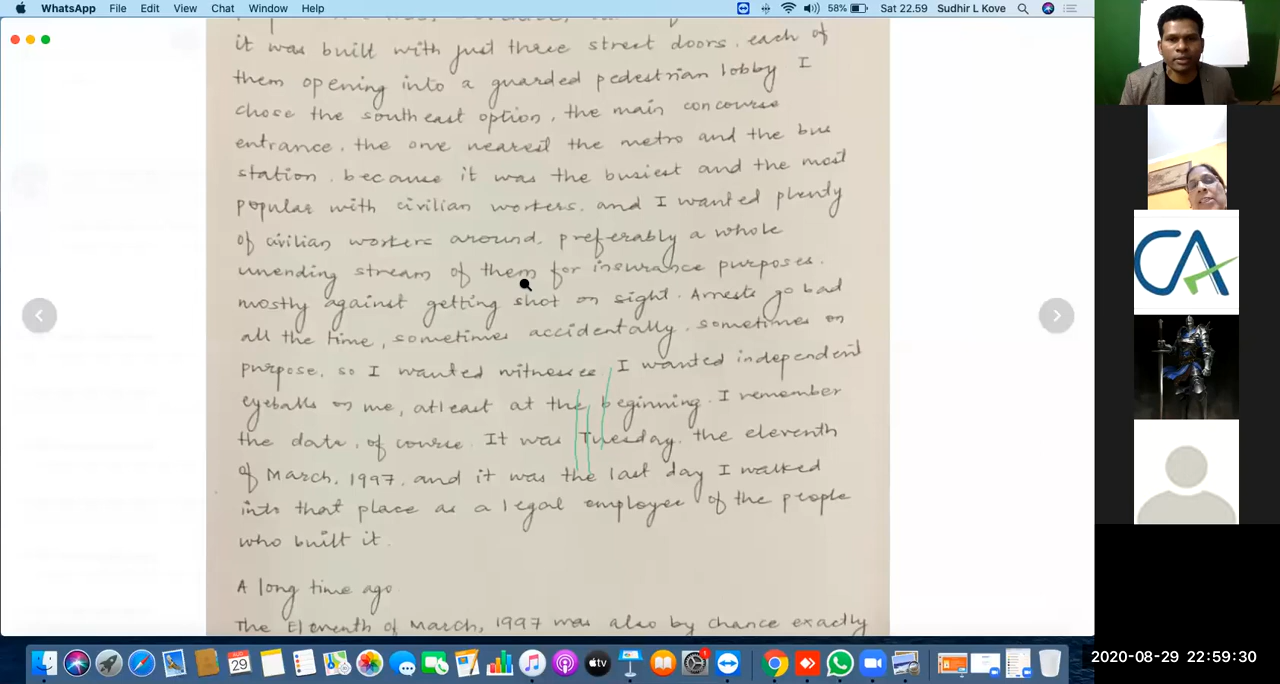 WhatsApp File Edit View Chat Window Help 58% Sat 22.59 Sudhir L Kove
it was built with just three street doors, each of
them opening into a guarded pedestrian lobby I
chose the southeast option, the main concourse
entrance, the one nearest the metro and the bus
station, because it was the busiest and the most
popular with civilian workers, and I wanted plenty
of civilian workers around, preferably a whole
unending stream of them for insurance purposes.
mostly against getting shot on sight. Arrests go bad
all the time, sometimes accidentally, sometimes on
purpose, so I wanted witnesses, I wanted independent
eyeballs on me, atleast at the beginning. I remember
the date, of course. It was Tuesday, the eleventh
of March, 1997, and it was the last day I walked
into that place as a legal employee of the people
who built it.
A long time ago
The Eleventh of March, 1997 was also by chance exactly
CA
AUG
29
tv
1
2020-08-29 22:59:30